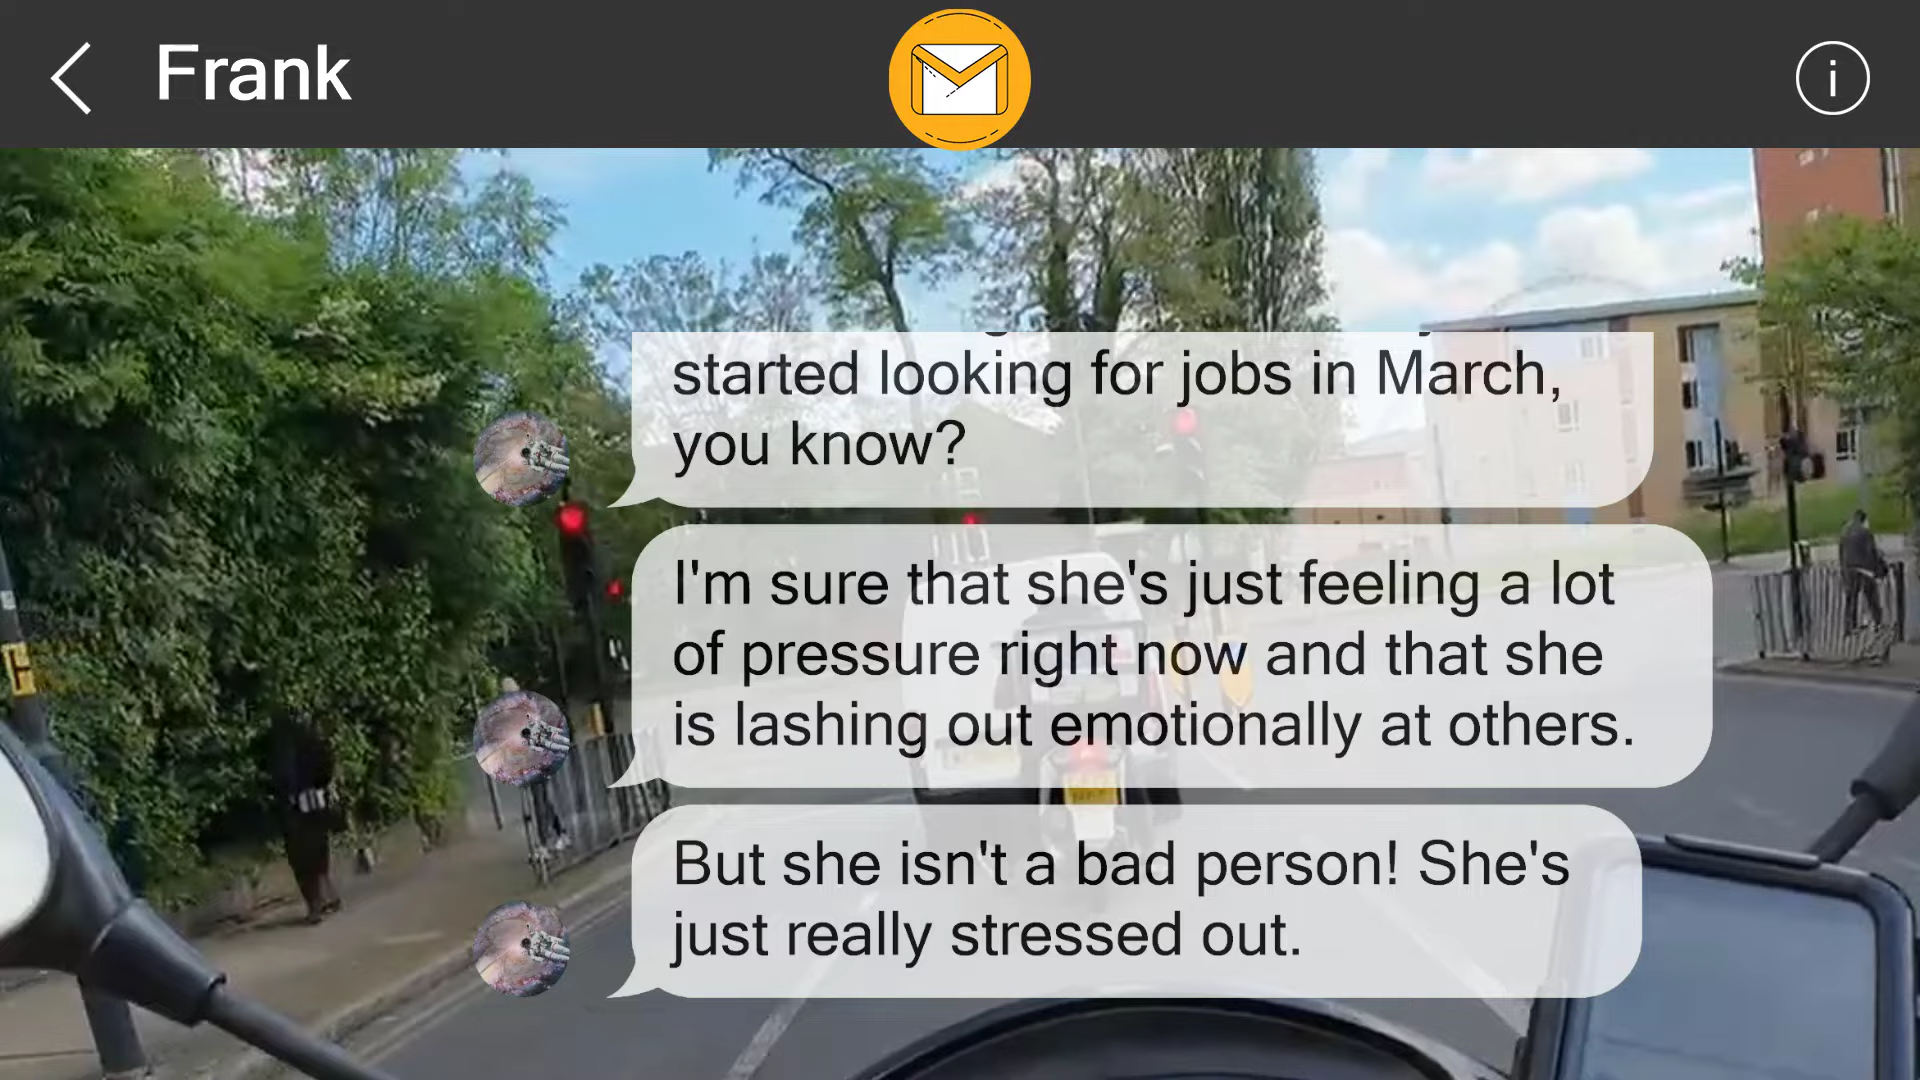 Frank
started looking for jobs in March,
you know?
I'm sure that she's just feeling a lot
of pressure right now and that she
is lashing out emotionally at others.
But she isn't a bad person! She's
just really stressed out.